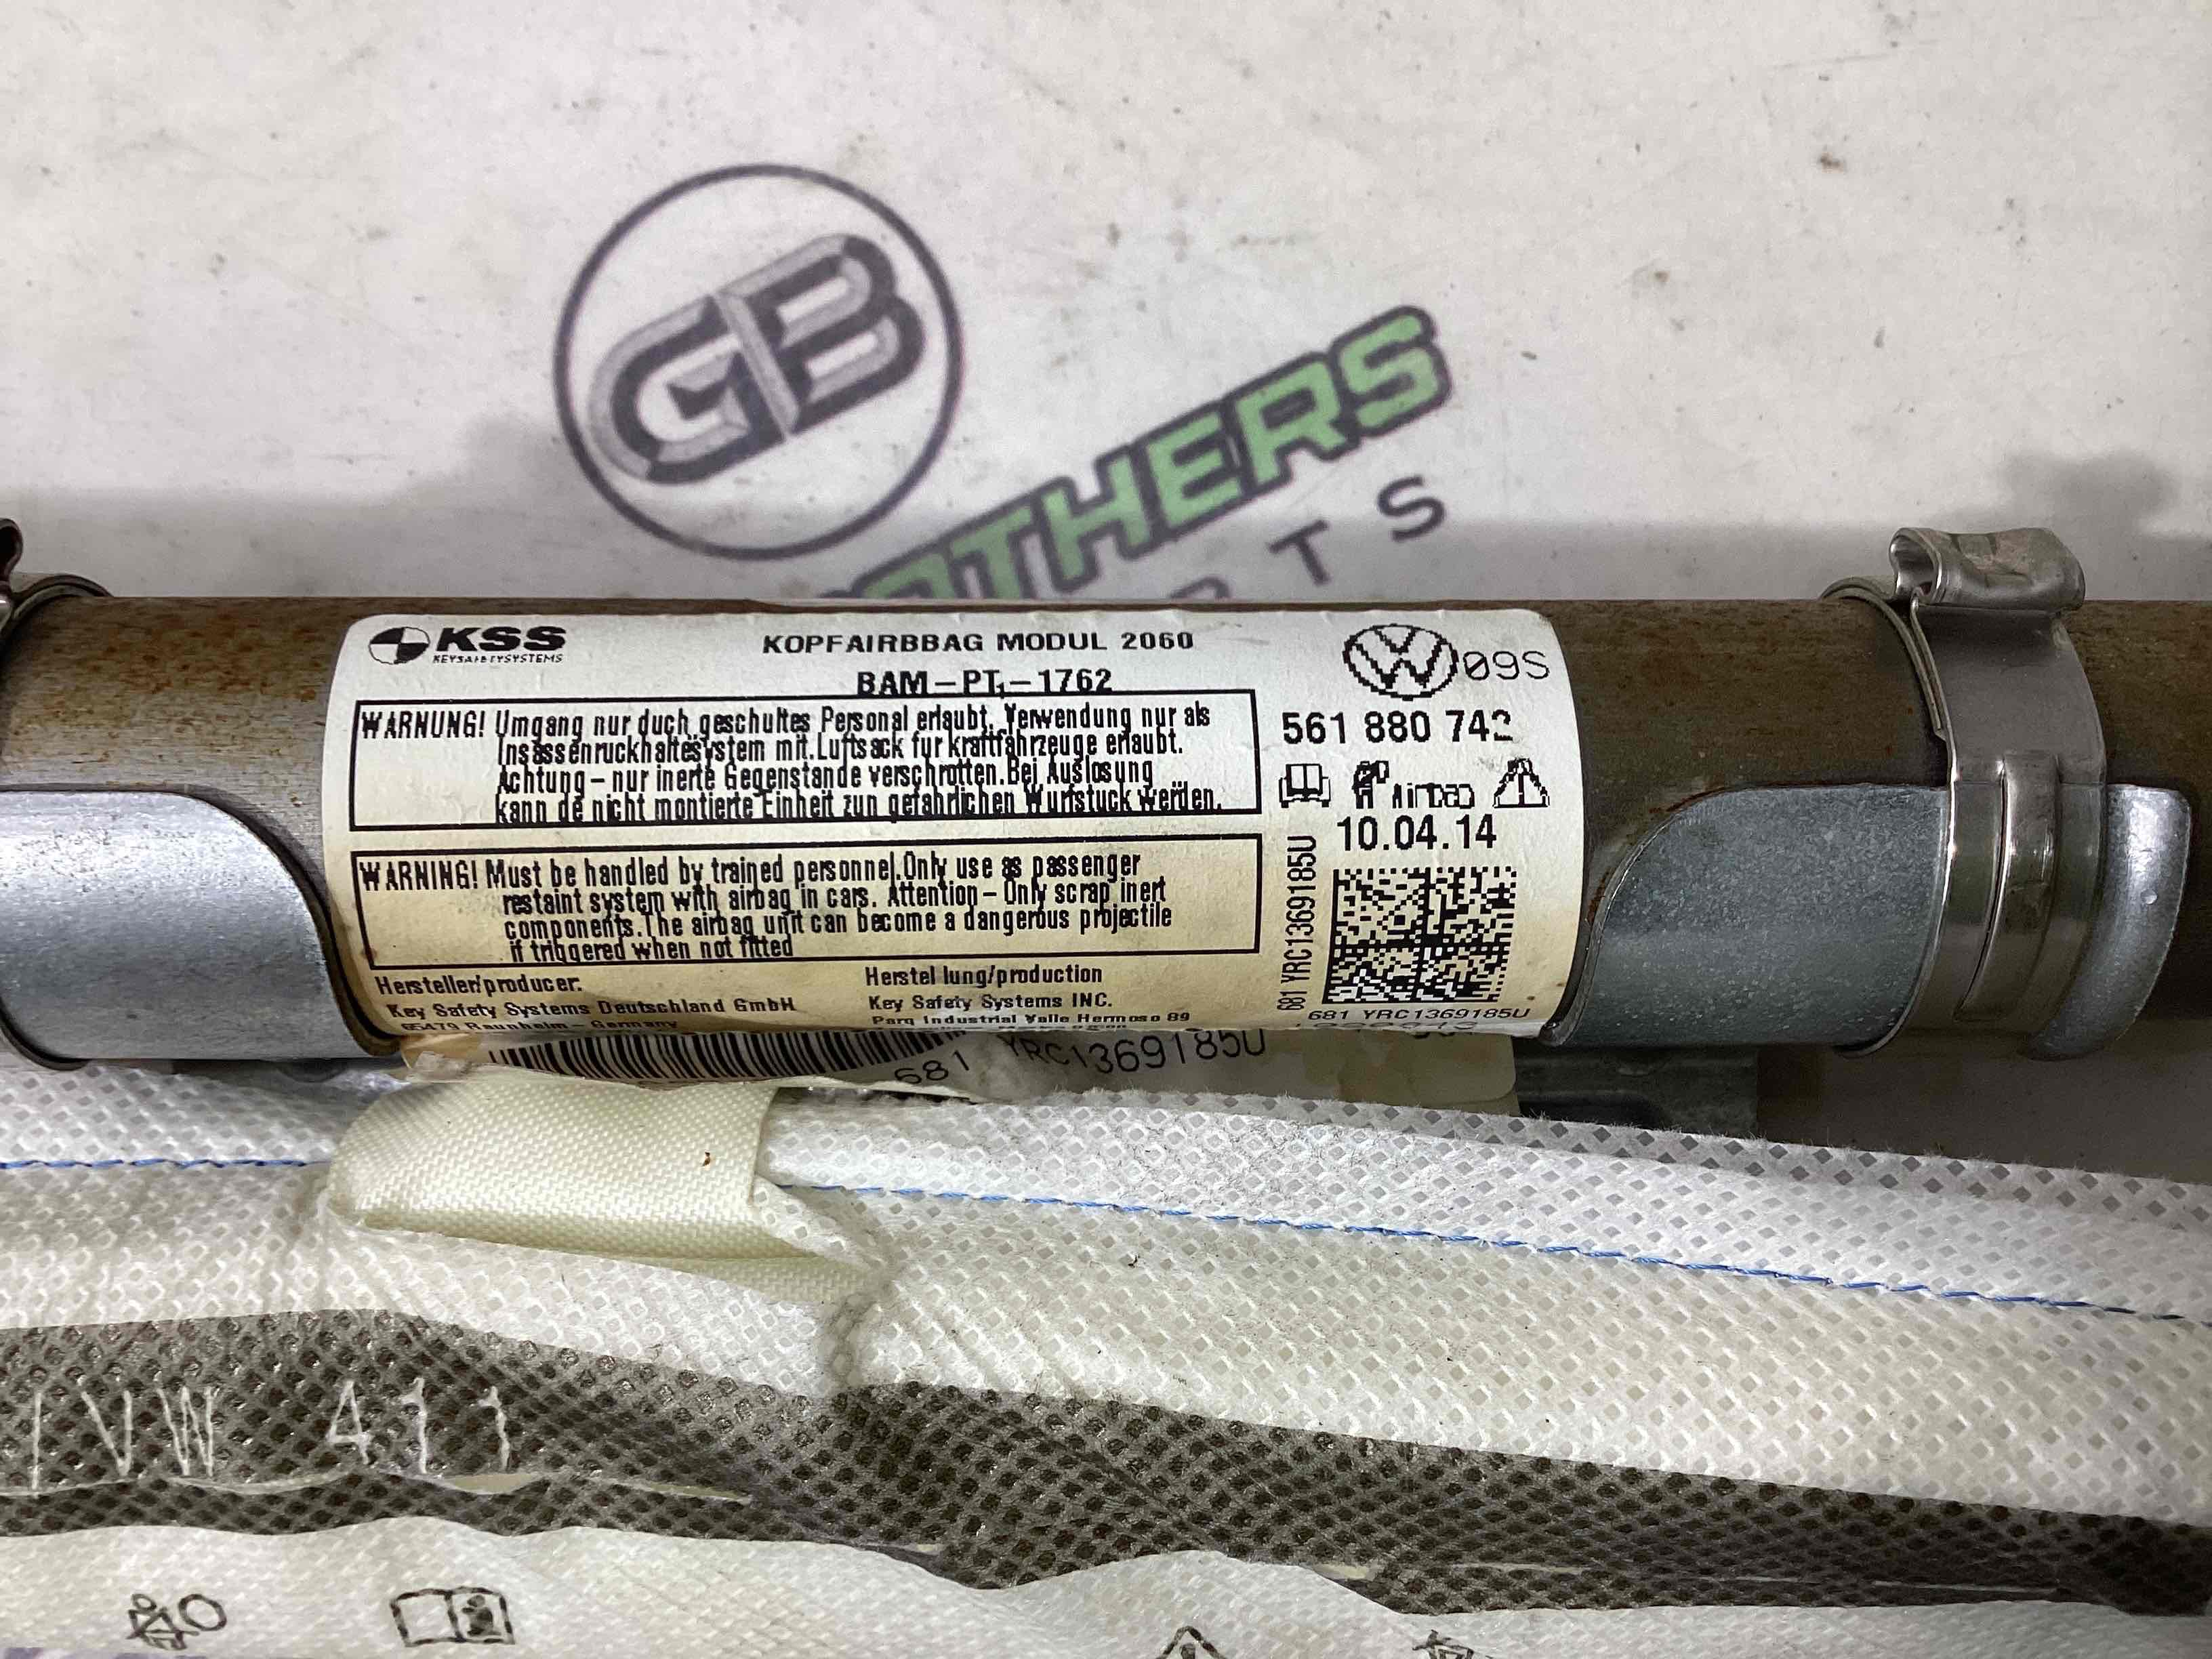 GB
OTHERS
RTS
KSS
KEYSAFETYSYSTEMS
KOPFAIRBBAG MODUL 2060
BAM-PT-1762
09S
WARNUNG! Umgang nur duch geschultes Personal erlaubt. Verwendung nur als
Insassenruckhaltesystem mit.Luftsack fur kraftfahrzeuge erlaubt.
Achtung - nur inerte Gegenstande verschrotten.Bei Auslosung
kann de nicht montierte Einheit zun gefahrlichen Wurfstuck werden.
561 880 742
Airbag
10.04.14
WARNING! Must be handled by trained personnel.Only use as passenger
restaint system with airbag in cars. Attention - Only scrap inert
components.The airbag unit can become a dangerous projectile
if triggered when not fitted
681 YRC1369185U
681 YRC1369185U
Hersteller/producer:
Key Safety Systems Deutschland GmbH
65479 Raunheim - Germany
Herstel lung/production
Key Safety Systems INC.
Parq Industrial Valle Hermoso 89
681 YRC1369185U
VW 411